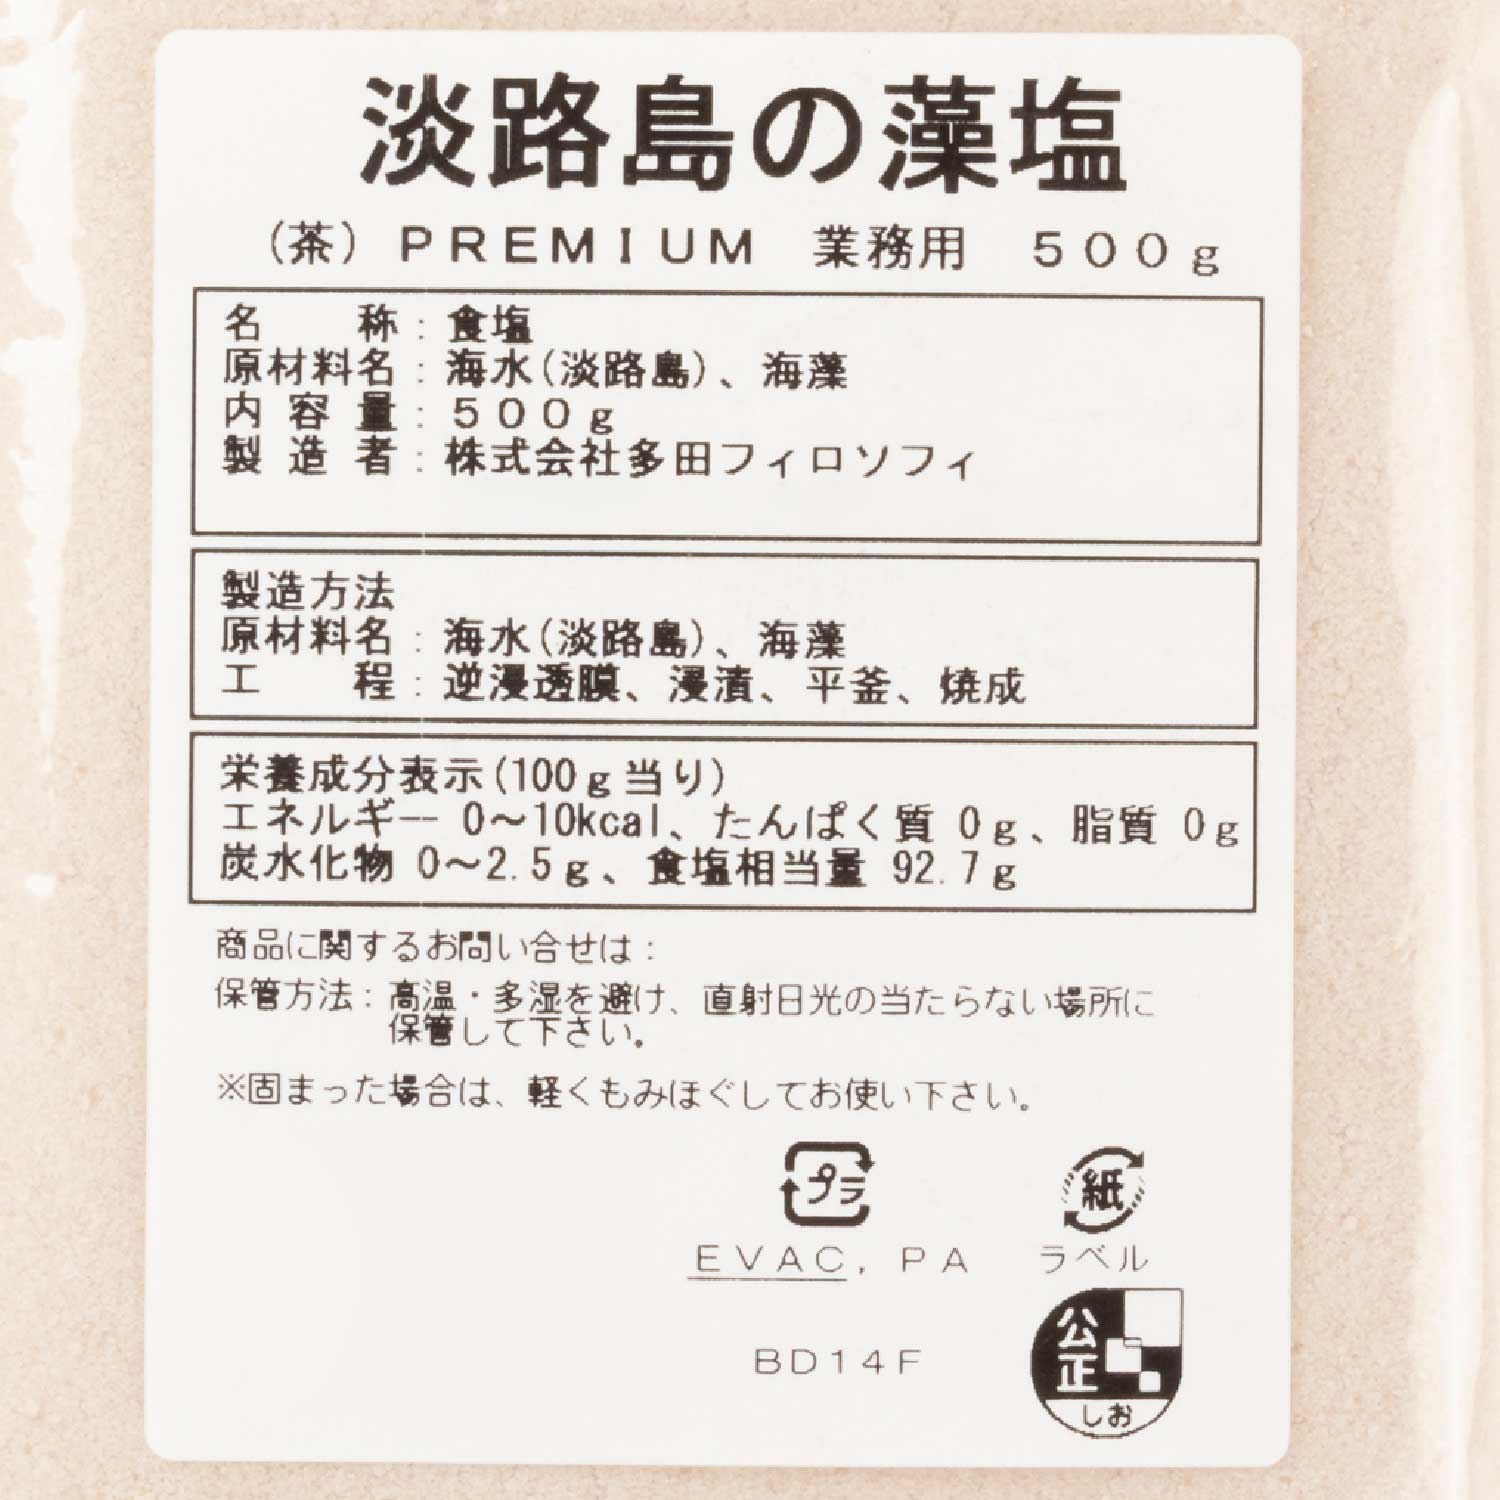 淡路島の藻塩
（茶）ＰＲＥＭＩＵＭ　業務用　５００ｇ
名　　称：食塩
原材料名：海水(淡路島)、海藻
内 容 量：５００ｇ
製 造 者：株式会社多田フィロソフィ
製造方法
原材料名：海水(淡路島)、海藻
工　　程：逆浸透膜、浸漬、平釜、焼成
栄養成分表示(100ｇ当り)
エネルギー 0～10kcal、たんぱく質 0ｇ、脂質 0ｇ
炭水化物 0～2.5ｇ、食塩相当量 92.7ｇ
商品に関するお問い合せは：
保管方法：高温・多湿を避け、直射日光の当たらない場所に
保管して下さい。
※固まった場合は、軽くもみほぐしてお使い下さい。
プラ
紙
ＥＶＡＣ，ＰＡ
ラベル
公正
ＢＤ１４Ｆ
しお